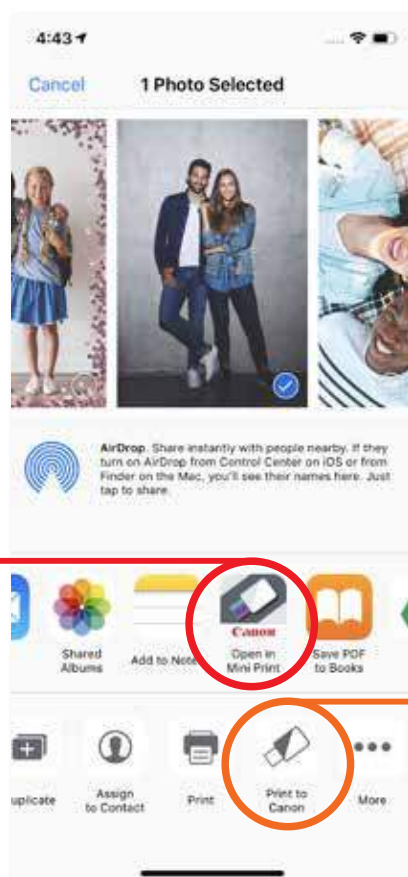 4:43
Cancel
1 Photo Selected
AirDrop. Share instantly with people nearby. If they
turn on AirDrop from Control Center on iOS or from
Finder on the Mac, you'll see their names here. Just
tap to share.
Canon
Shared
Albums
Add to Note
Open in
Mini Print
Save PDF
to Books
uplicate
Assign
to Contact
Print
Print to
Canon
More